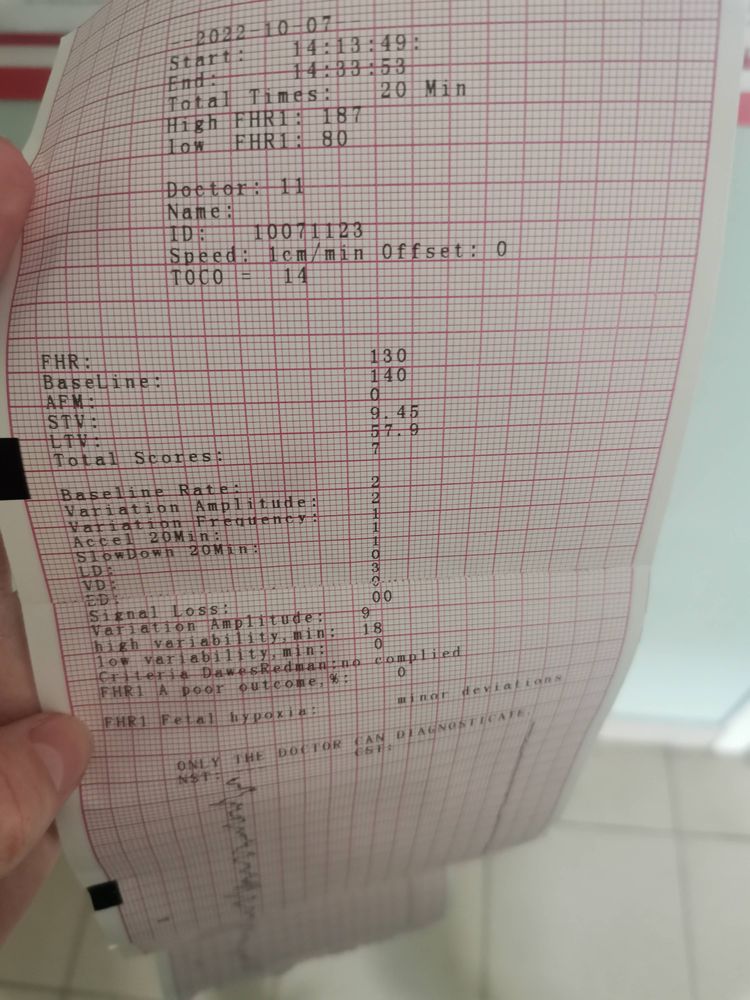 --2022-10-07
Start: 14:13:49:
End: 14:33:53
Total Times: 20 Min
High FHR1: 187
low FHR1: 80
Doctor: 11
Name:
ID: 10071123
Speed: 1cm/min Offset: 0
TOCO = 14
FHR: 130
BaseLine: 140
AFM: 0
STV: 9.45
LTV: 57.9
Total Scores: 7
Baseline Rate: 2
Variation Amplitude: 2
Variation Frequency: 1
Accel 20Min: 1
SlowDown 20Min: 1
LD: 0
VD: 3
ED: 0
Signal Loss: 00
Variation Amplitude: 9
high variability,min: 18
low variability,min: 0
Criteria DawesRedman:no complied
FHR1 A poor outcome,%: 0
FHR1 Fetal hypoxia: minor deviations
ONLY THE DOCTOR CAN DIAGNOSTICATE.
NST: CST: